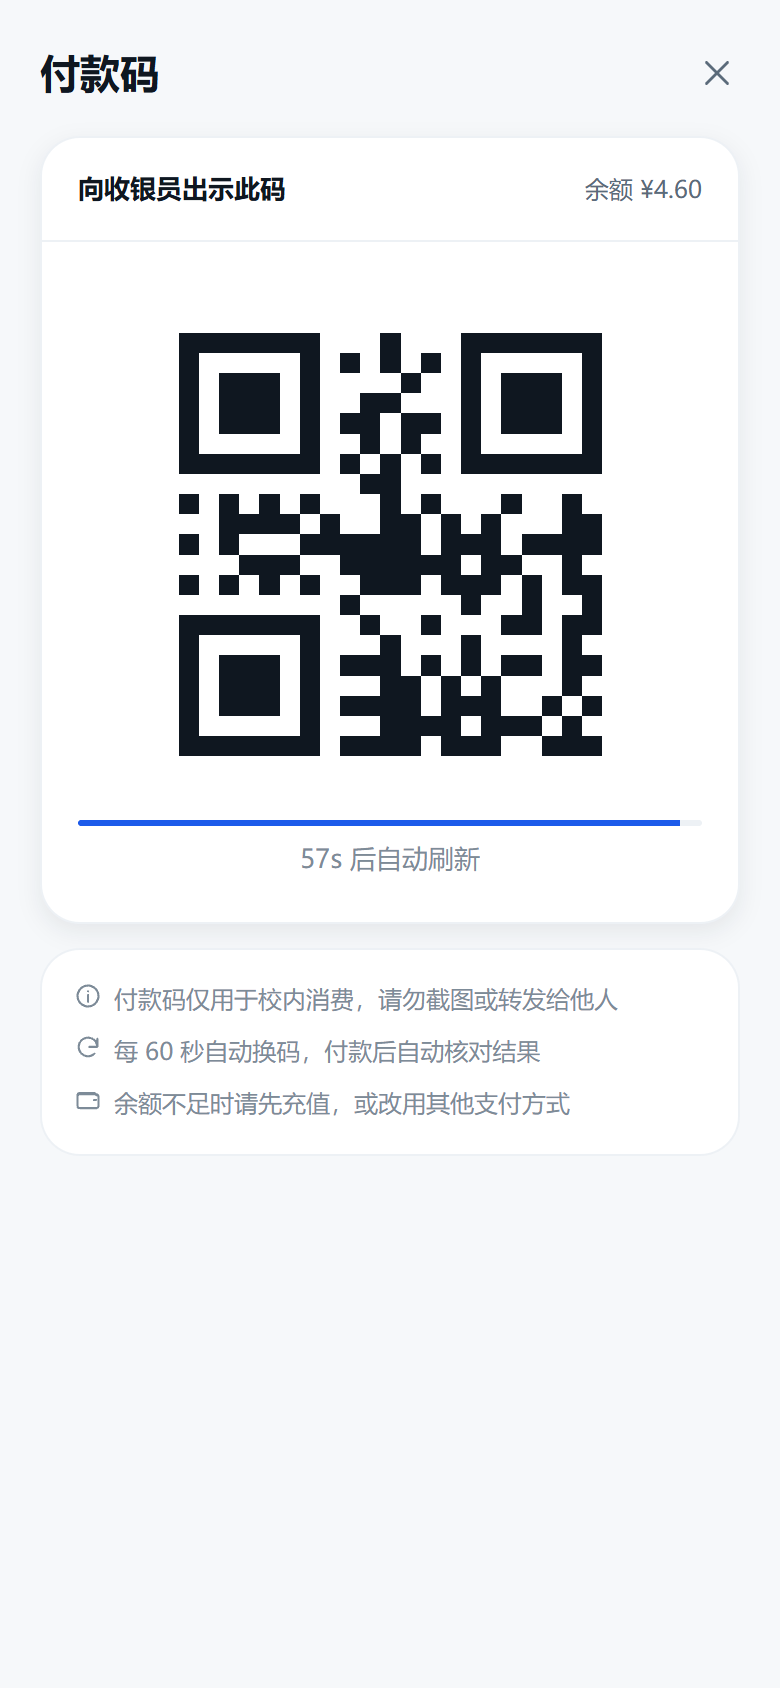 付款码
向收银员出示此码
余额 ¥4.60
57s 后自动刷新
付款码仅用于校内消费，请勿截图或转发给他人
每 60 秒自动换码，付款后自动核对结果
余额不足时请先充值，或改用其他支付方式